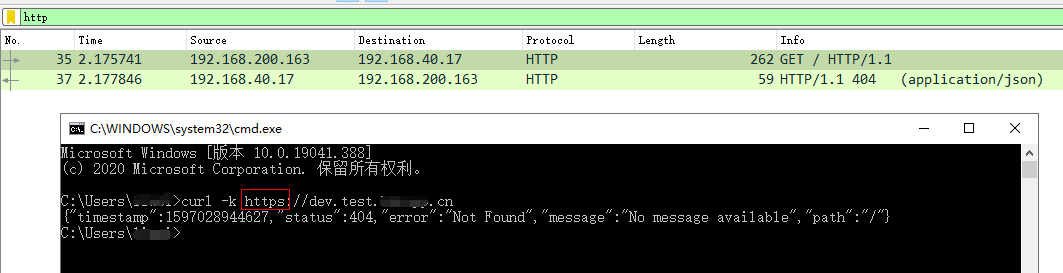 http
No. Time Source Destination Protocol Length Info
35 2.175741 192.168.200.163 192.168.40.17 HTTP 262 GET / HTTP/1.1
37 2.177846 192.168.40.17 192.168.200.163 HTTP 59 HTTP/1.1 404 (application/json)
C:\WINDOWS\system32\cmd.exe
Microsoft Windows [版本 10.0.19041.388]
(c) 2020 Microsoft Corporation. 保留所有权利。
C:\Users\ >curl -k https://dev.test. .cn
{"timestamp":1597028944627,"status":404,"error":"Not Found","message":"No message available","path":"/"}
C:\Users\ >